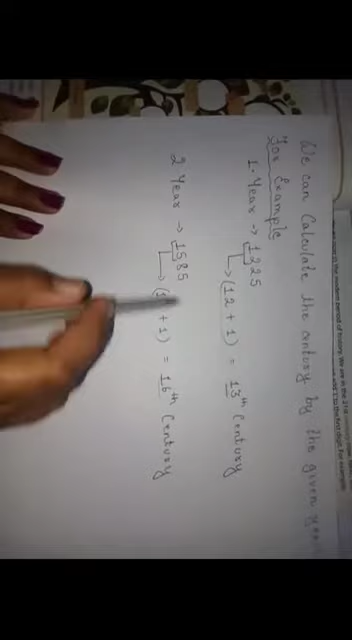 We can Calculate the century by the given year
For Example
1. Year → 1225
→ (12 + 1) = 13th Century
2 Year → 1585
(1 + 1) = 16th Century